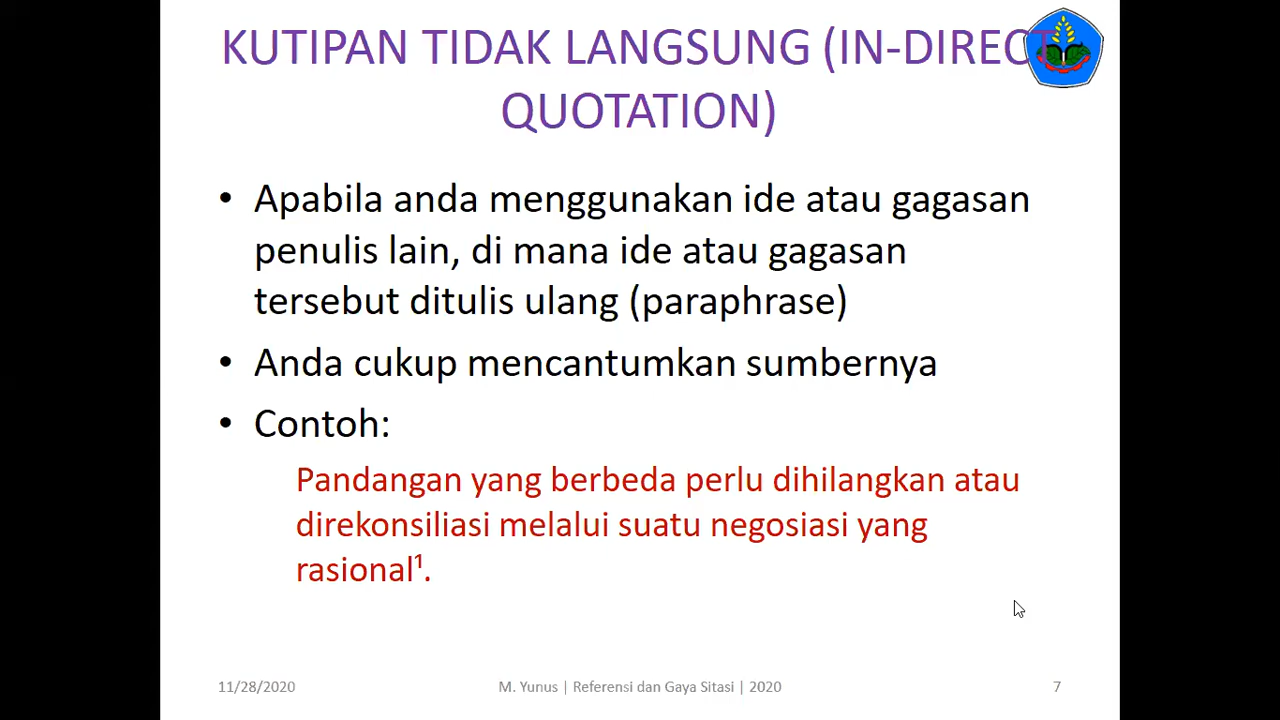 KUTIPAN TIDAK LANGSUNG (IN-DIRECT
QUOTATION)
• Apabila anda menggunakan ide atau gagasan
penulis lain, di mana ide atau gagasan
tersebut ditulis ulang (paraphrase)
• Anda cukup mencantumkan sumbernya
• Contoh:
Pandangan yang berbeda perlu dihilangkan atau
direkonsiliasi melalui suatu negosiasi yang
rasional¹.
11/28/2020
M. Yunus | Referensi dan Gaya Sitasi | 2020
7